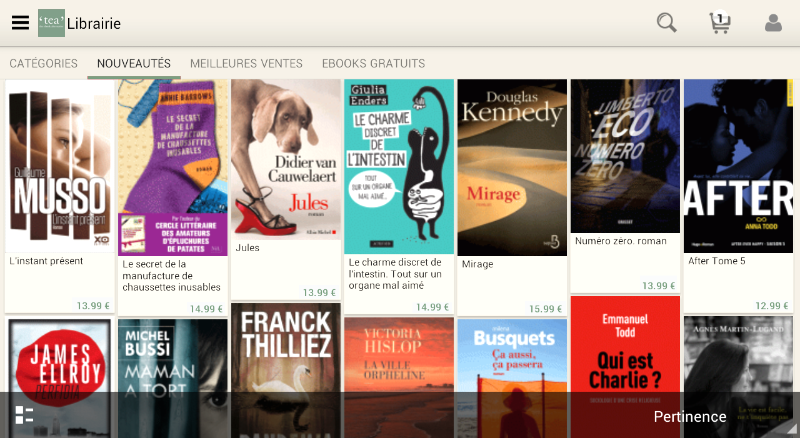 'tea' Librairie
1
CATÉGORIES
NOUVEAUTÉS
MEILLEURES VENTES
EBOOKS GRATUITS
Guillaume
MUSSO
L'instant présent
roman
XO
L'instant présent
13.99 €
ANNIE BARROWS
LE SECRET
DE LA
MANUFACTURE
DE CHAUSSETTES
INUSABLES
ROMAN
Par l'auteur du
CERCLE LITTÉRAIRE
DES AMATEURS
D'ÉPLUCHURES
DE PATATES
Le secret de la
manufacture de
chaussettes inusables
14.99 €
Didier van
Cauwelaert
Jules
roman
Albin Michel
Jules
13.99 €
Giulia
Enders
LE CHARME
DISCRET
DE
L'INTESTIN
TOUT SUR
UN ORGANE
MAL AIMÉ...
ACTES SUD
Le charme discret de
l'intestin. Tout sur un
organe mal aimé
14.99 €
Douglas
Kennedy
Mirage
roman
Mirage
15.99 €
UMBERTO
ECO
NUMÉRO
ZÉRO
GRASSET
Numéro zéro. roman
13.99 €
AFTER
ANNA TODD
After Tome 5
12.99 €
JAMES
ELLROY
PERFIDIA
MICHEL
BUSSI
MAMAN
A TORT
FRANCK
THILLIEZ
VICTORIA
HISLOP
LA VILLE
ORPHELINE
Busquets
Ça aussi,
ça passera
Emmanuel
Todd
Qui est
Charlie ?
AGNÈS MARTIN-LUGAND
Pertinence